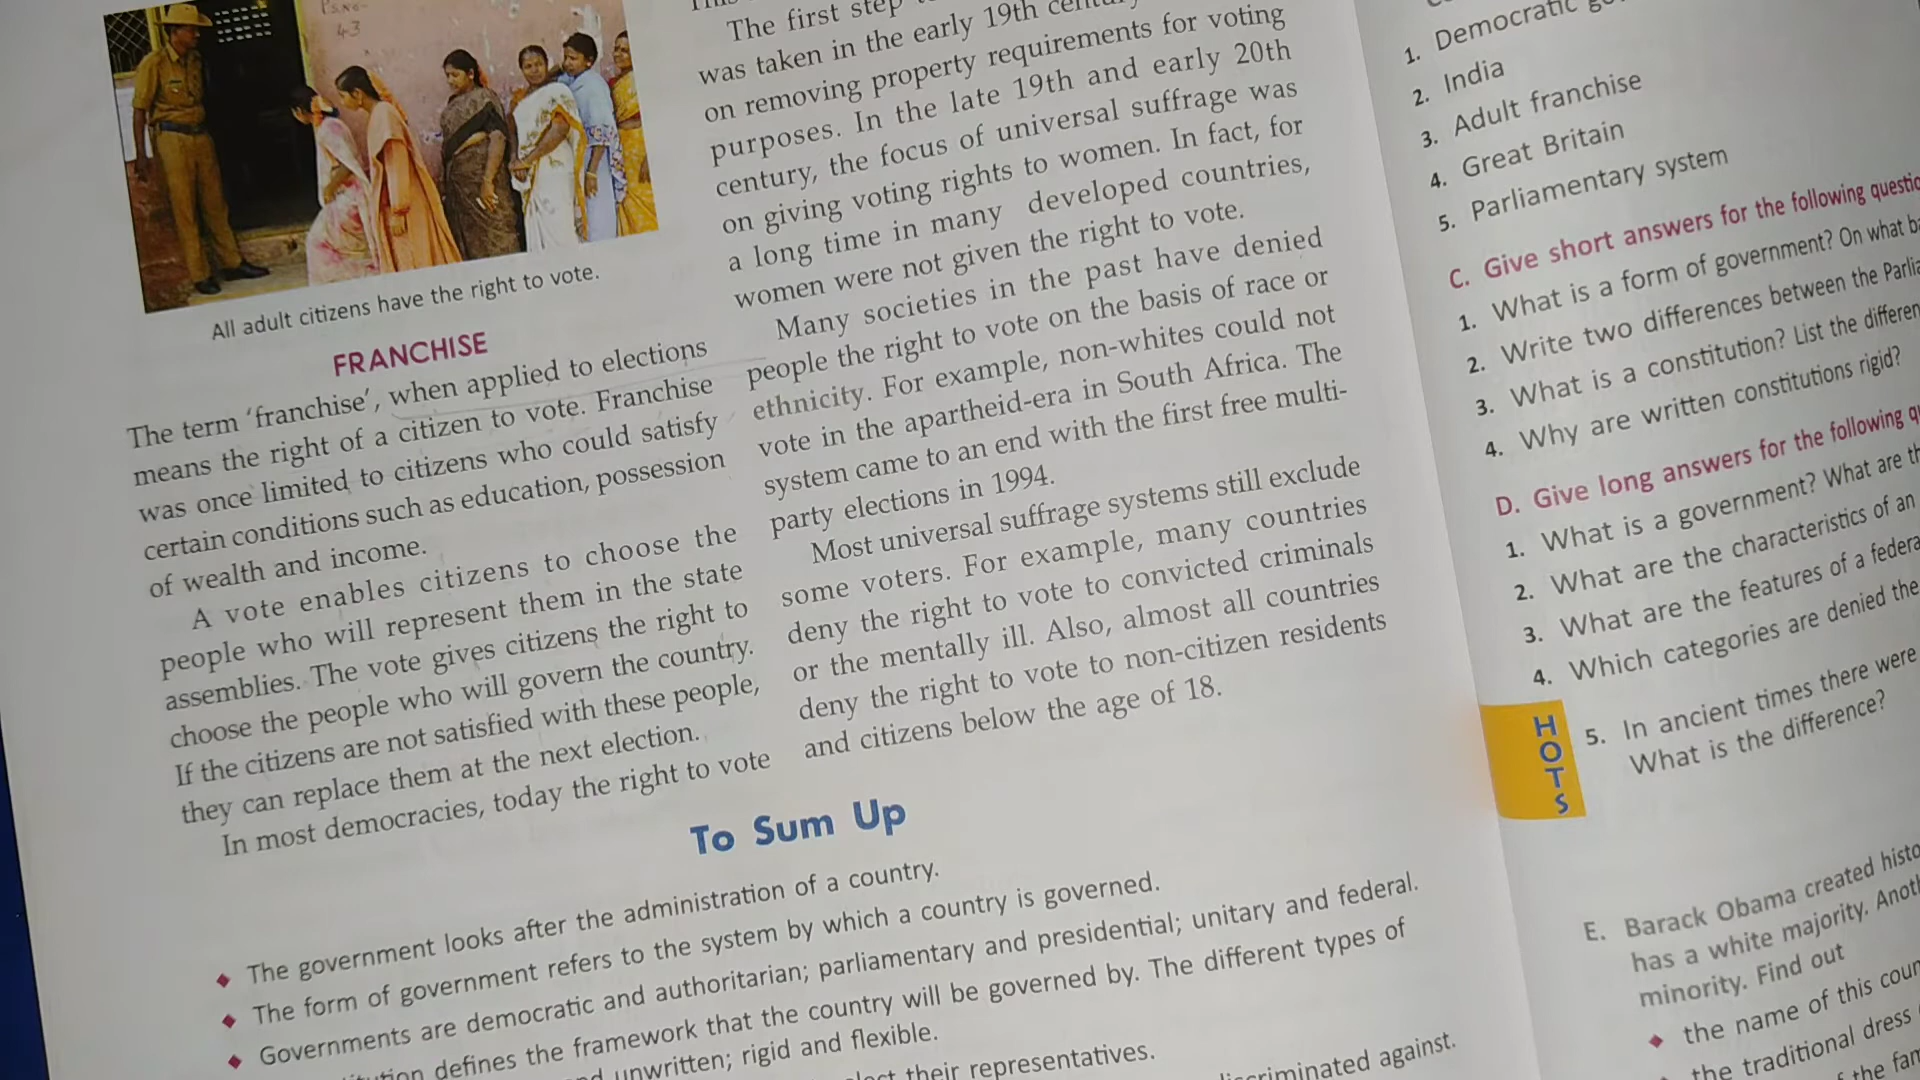 P.S.No-
43
All adult citizens have the right to vote.
FRANCHISE
The term 'franchise', when applied to elections
means the right of a citizen to vote. Franchise
was once limited to citizens who could satisfy
certain conditions such as education, possession
of wealth and income.
A vote enables citizens to choose the
people who will represent them in the state
assemblies. The vote gives citizens the right to
choose the people who will govern the country.
If the citizens are not satisfied with these people,
they can replace them at the next election.
In most democracies, today the right to vote
The first step
was taken in the early 19th
on removing property requirements for voting
purposes. In the late 19th and early 20th
century, the focus of universal suffrage was
on giving voting rights to women. In fact, for
a long time in many developed countries,
women were not given the right to vote.
Many societies in the past have denied
people the right to vote on the basis of race or
ethnicity. For example, non-whites could not
vote in the apartheid-era in South Africa. The
system came to an end with the first free multi-
party elections in 1994.
Most universal suffrage systems still exclude
some voters. For example, many countries
deny the right to vote to convicted criminals
or the mentally ill. Also, almost all countries
deny the right to vote to non-citizen residents
and citizens below the age of 18.
To Sum Up
The government looks after the administration of a country.
The form of government refers to the system by which a country is governed.
Governments are democratic and authoritarian; parliamentary and presidential; unitary and federal.
defines the framework that the country will be governed by. The different types of
unwritten; rigid and flexible.
their representatives.
against.
1. Democratic
2. India
3. Adult franchise
4. Great Britain
5. Parliamentary system
C. Give short answers for the following
1. What is a form of government? On what
2. Write two differences between the
3. What is a constitution? List the
4. Why are written constitutions rigid?
D. Give long answers for the following
1. What is a government? What are
2. What are the characteristics of an
3. What are the features of a
4. Which categories are denied the
HOTS
5. In ancient times there were
What is the difference?
E. Barack Obama created
has a white majority.
minority. Find out
the name of this
the traditional dress
the